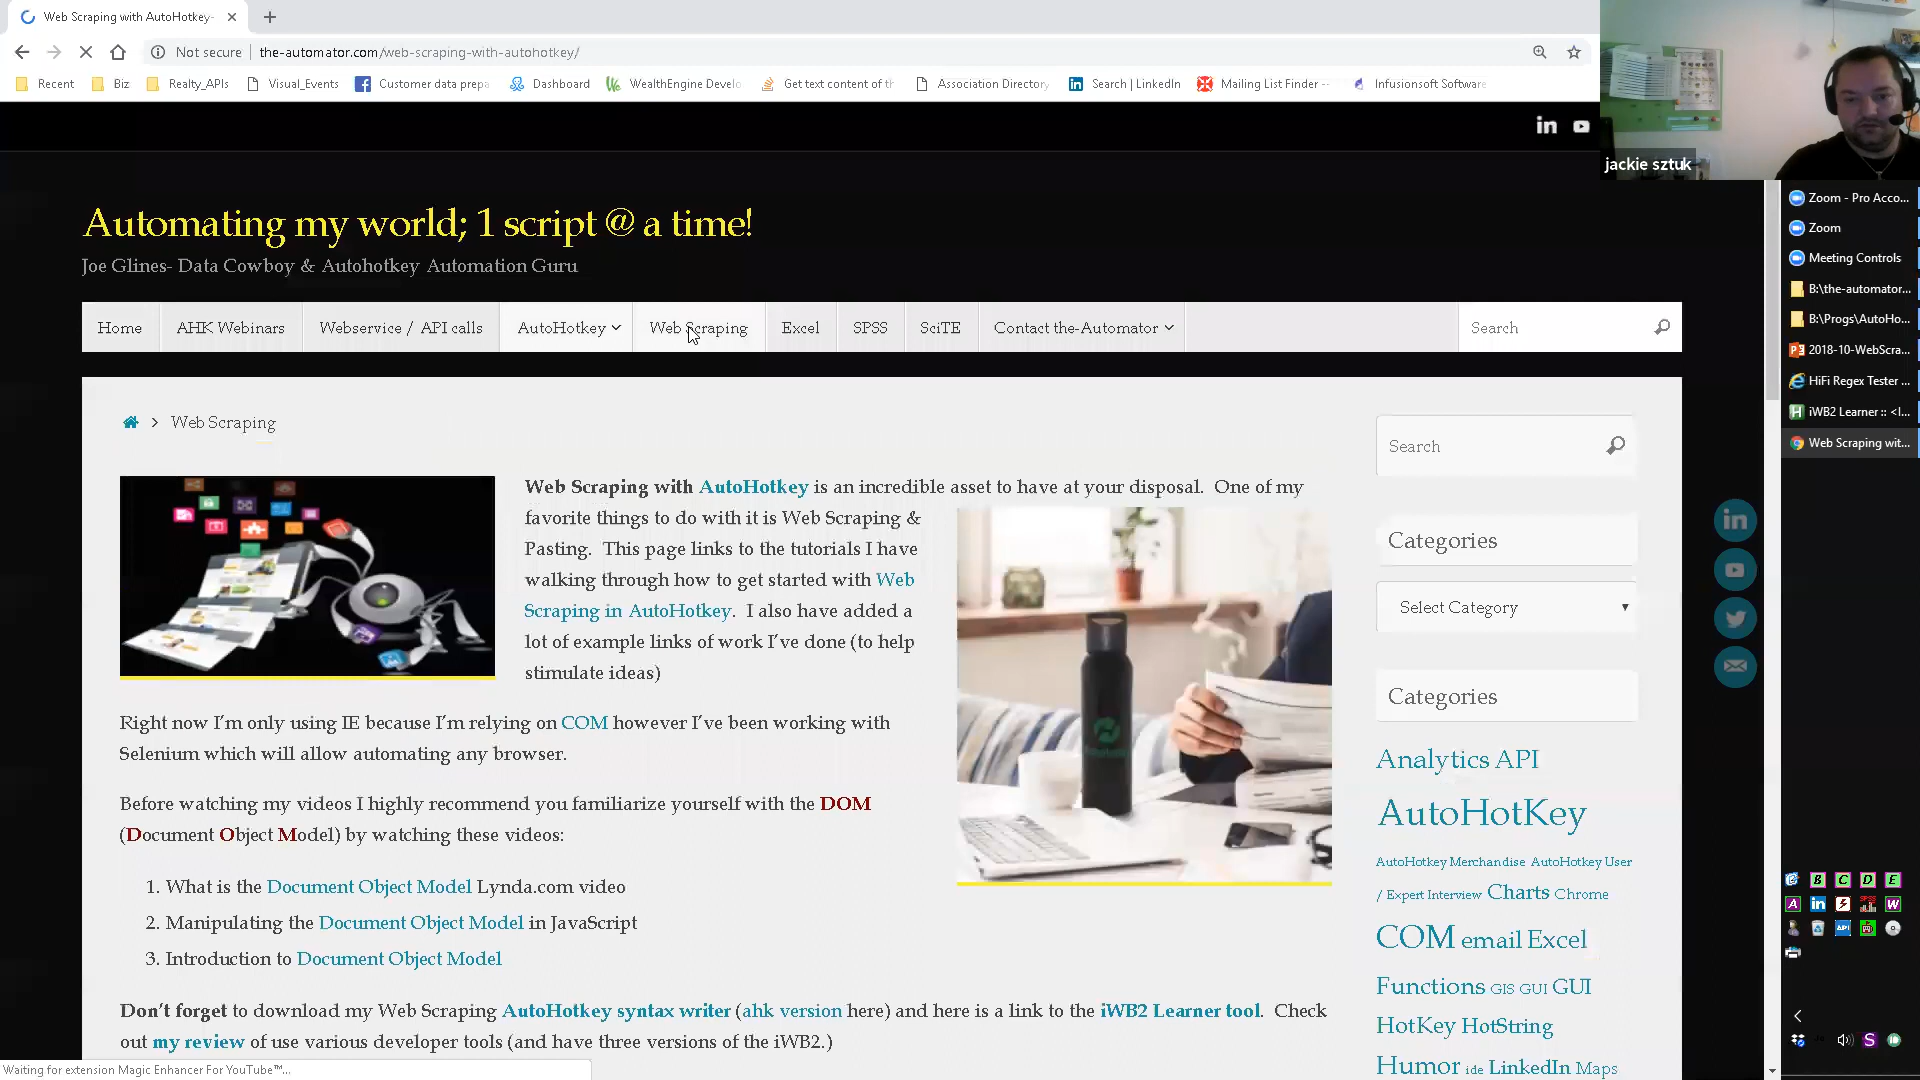 Web Scraping with AutoHotkey-
Not secure
the-automator.com/web-scraping-with-autohotkey/
Recent
Biz
Realty_APIs
Visual_Events
Customer data prepa
Dashboard
WealthEngine Develo
Get text content of th
Association Directory
Search | LinkedIn
Mailing List Finder --
Infusionsoft Software
jackie sztuk
Automating my world; 1 script @ a time!
Joe Glines- Data Cowboy & Autohotkey Automation Guru
Home
AHK Webinars
Webservice / API calls
AutoHotkey
Web Scraping
Excel
SPSS
SciTE
Contact the-Automator
Search
Web Scraping
Web Scraping with AutoHotkey is an incredible asset to have at your disposal. One of my
favorite things to do with it is Web Scraping &
Pasting. This page links to the tutorials I have
walking through how to get started with Web
Scraping in AutoHotkey. I also have added a
lot of example links of work I've done (to help
stimulate ideas)
Right now I'm only using IE because I'm relying on COM however I've been working with
Selenium which will allow automating any browser.
Before watching my videos I highly recommend you familiarize yourself with the DOM
(Document Object Model) by watching these videos:
1. What is the Document Object Model Lynda.com video
2. Manipulating the Document Object Model in JavaScript
3. Introduction to Document Object Model
Don't forget to download my Web Scraping AutoHotkey syntax writer (ahk version here) and here is a link to the iWB2 Learner tool. Check
out my review of use various developer tools (and have three versions of the iWB2.)
Search
Categories
Select Category
Categories
Analytics API
AutoHotKey
AutoHotkey Merchandise AutoHotkey User
/ Expert Interview Charts Chrome
COM email Excel
Functions GIS GUI GUI
HotKey HotString
Humor ide LinkedIn Maps
Zoom - Pro Acco...
Zoom
Meeting Controls
B:\the-automator...
B:\Progs\AutoHo...
2018-10-WebScra...
HiFi Regex Tester ...
iWB2 Learner :: <I...
Web Scraping wit...
B C D E
A in SPSS W
API
S
Waiting for extension Magic Enhancer For YouTube™...